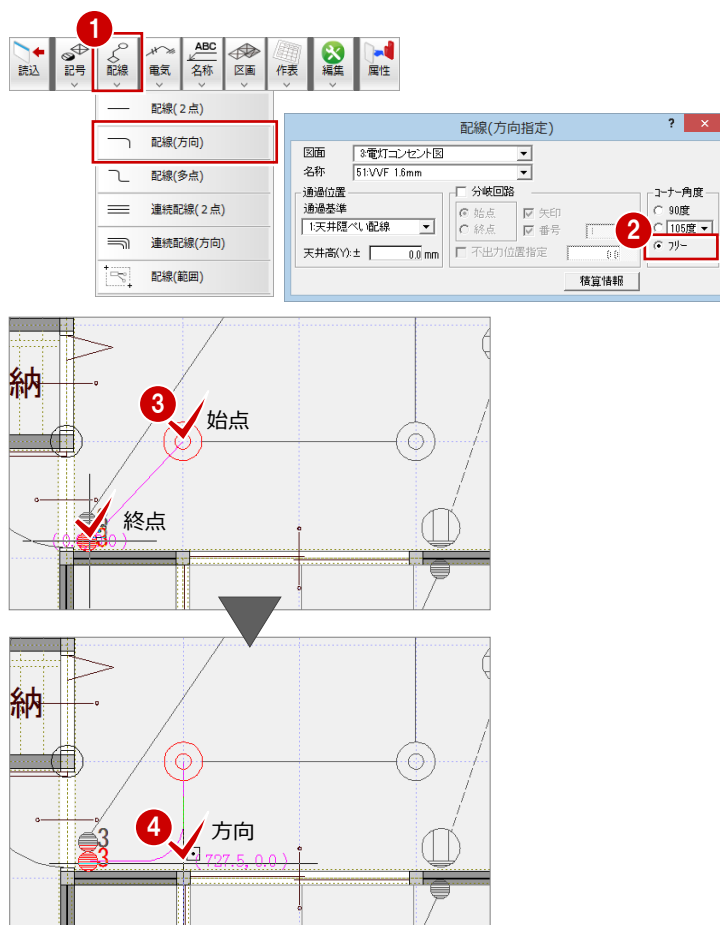 1
読込 記号 配線 電気 ABC 名称 区画 作表 編集 属性
配線(2点)
配線(方向)
配線(多点)
連続配線(2点)
連続配線(方向)
配線(範囲)
配線(方向指定) ? ×
図面 3:電灯コンセント図
名称 51:VVF 1.6mm
通過位置
通過基準
1:天井隠ぺい配線
天井高(Y):± 0.0 mm
分岐回路
始点 矢印
終点 番号 1
不出力位置指定 0.0
コーナー角度
90度
105度
2
フリー
積算情報
納
3
始点
終点
3
納
4
方向
3
3
( 727.5, 0.0 )